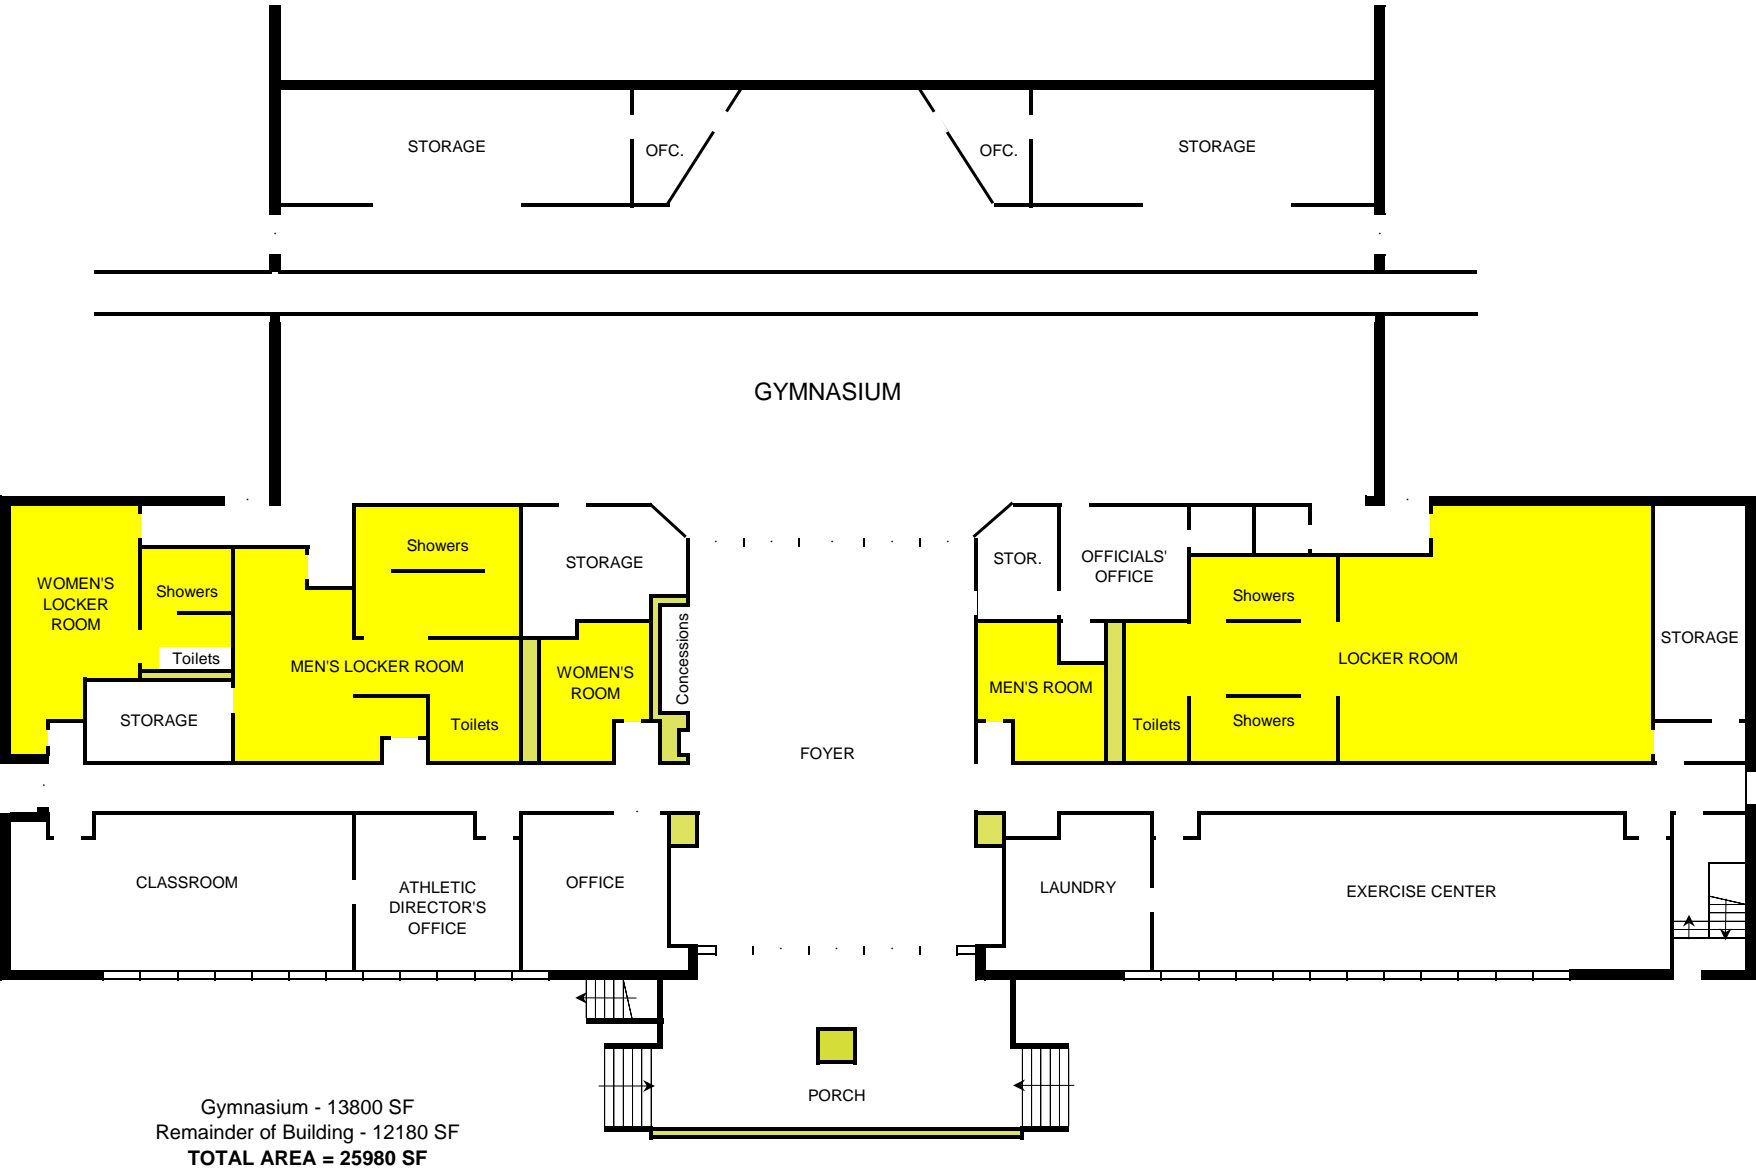 STORAGE
OFC.
OFC.
STORAGE
GYMNASIUM
Showers
STORAGE
STOR.
OFFICIALS'
OFFICE
WOMEN'S
LOCKER
ROOM
Showers
Showers
Concessions
STORAGE
Toilets
MEN'S LOCKER ROOM
WOMEN'S
ROOM
MEN'S ROOM
LOCKER ROOM
STORAGE
Toilets
Toilets
Showers
FOYER
CLASSROOM
ATHLETIC
DIRECTOR'S
OFFICE
OFFICE
LAUNDRY
EXERCISE CENTER
PORCH
Gymnasium - 13800 SF
Remainder of Building - 12180 SF
TOTAL AREA = 25980 SF